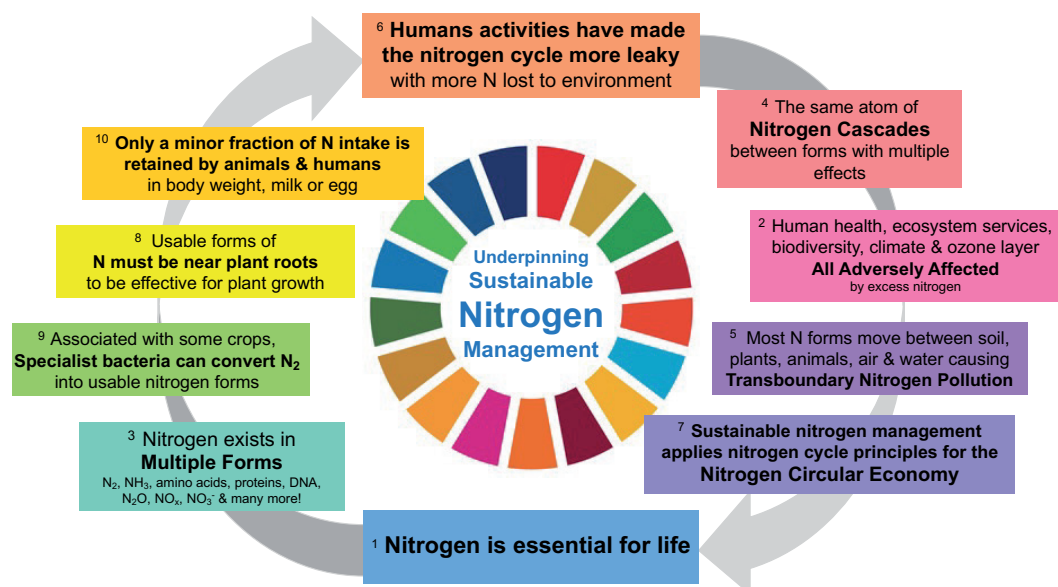 ⁶ Humans activities have made
the nitrogen cycle more leaky
with more N lost to environment
⁴ The same atom of
Nitrogen Cascades
between forms with multiple
effects
² Human health, ecosystem services,
biodiversity, climate & ozone layer
All Adversely Affected
by excess nitrogen
⁵ Most N forms move between soil,
plants, animals, air & water causing
Transboundary Nitrogen Pollution
⁷ Sustainable nitrogen management
applies nitrogen cycle principles for the
Nitrogen Circular Economy
¹ Nitrogen is essential for life
³ Nitrogen exists in
Multiple Forms
N₂, NH₃, amino acids, proteins, DNA,
N₂O, NOₓ, NO₃⁻ & many more!
⁹ Associated with some crops,
Specialist bacteria can convert N₂
into usable nitrogen forms
⁸ Usable forms of
N must be near plant roots
to be effective for plant growth
¹⁰ Only a minor fraction of N intake is
retained by animals & humans
in body weight, milk or egg
Underpinning
Sustainable
Nitrogen
Management